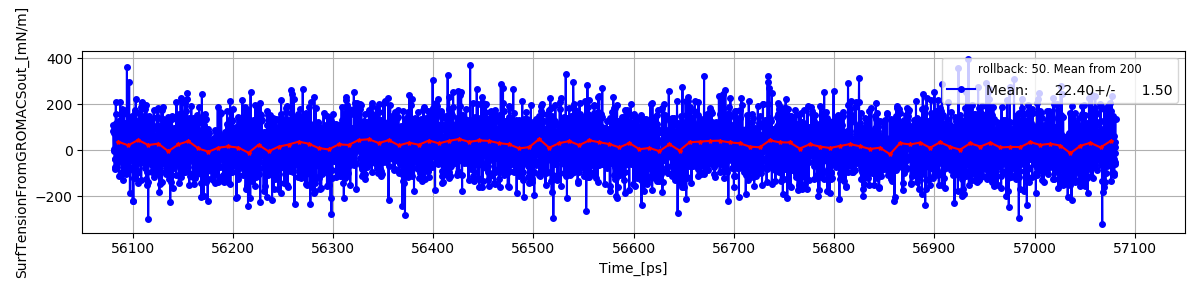 SurfTensionFromGROMACSout_[mN/m]
400
200
0
−200
rollback: 50. Mean from 200
Mean: 22.40+/- 1.50
56100 56200 56300 56400 56500 56600 56700 56800 56900 57000 57100
Time_[ps]